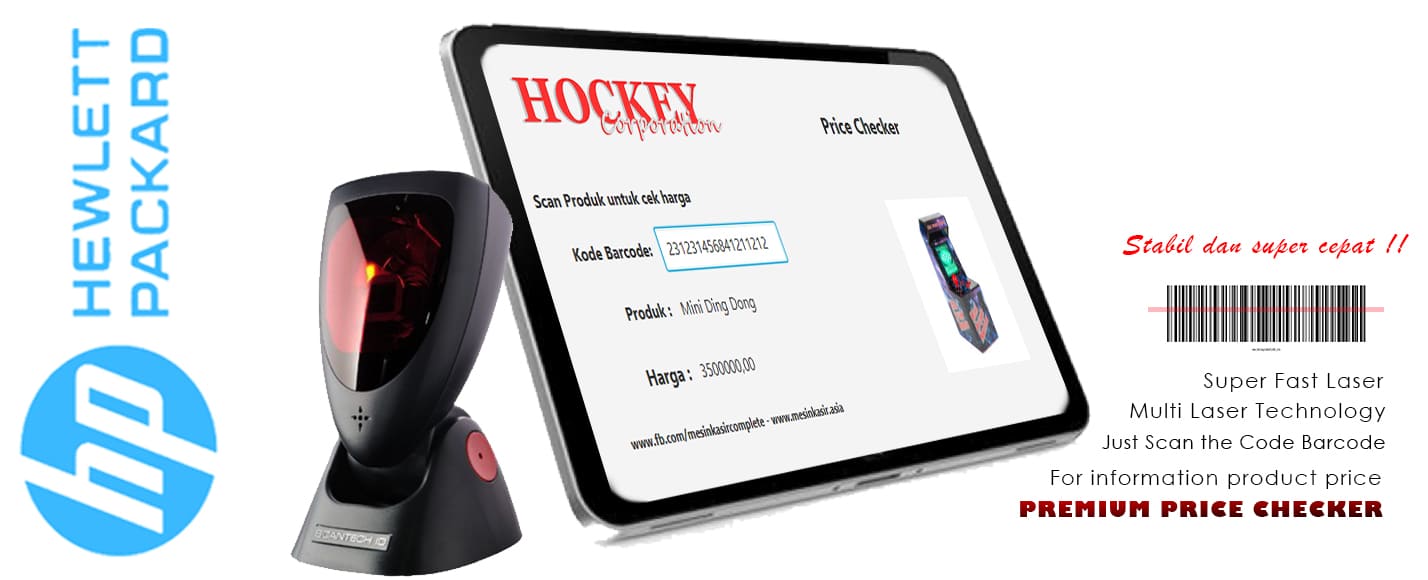 HEWLETT
PACKARD
hp
HOCKEY
Corporation
Price Checker
Scan Produk untuk cek harga
Kode Barcode: 231231456841211212
Produk : Mini Ding Dong
Harga : 3500000,00
www.fb.com/mesinkasircomplete - www.mesinkasir.asia
SCANTECH ID
Stabil dan super cepat !!
Super Fast Laser
Multi Laser Technology
Just Scan the Code Barcode
For information product price
PREMIUM PRICE CHECKER